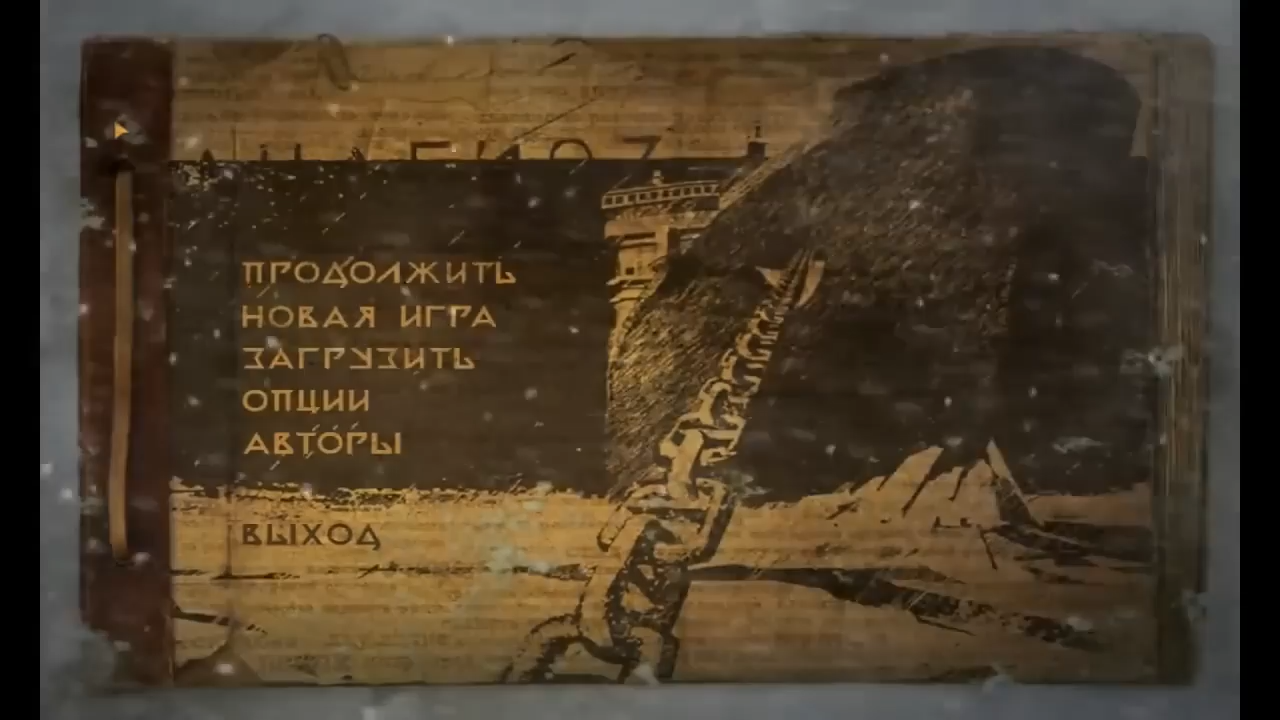 ПРОДОЛЖИТЬ
НОВАЯ ИГРА
ЗАГРУЗИТЬ
ОПЦИИ
АВТОРЫ
ВЫХОД